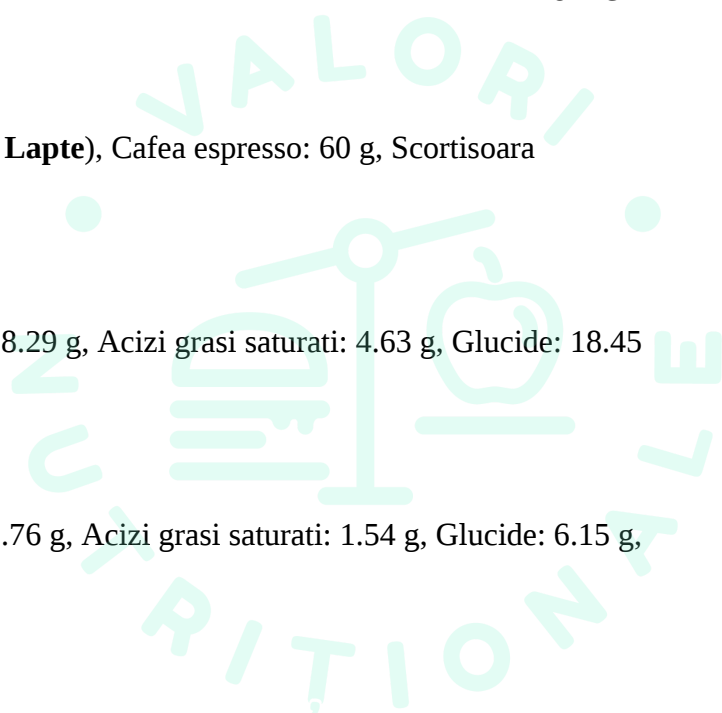 Lapte), Cafea espresso: 60 g, Scortisoara
8.29 g, Acizi grasi saturati: 4.63 g, Glucide: 18.45
.76 g, Acizi grasi saturati: 1.54 g, Glucide: 6.15 g,
VALORI
NUTRITIONALE